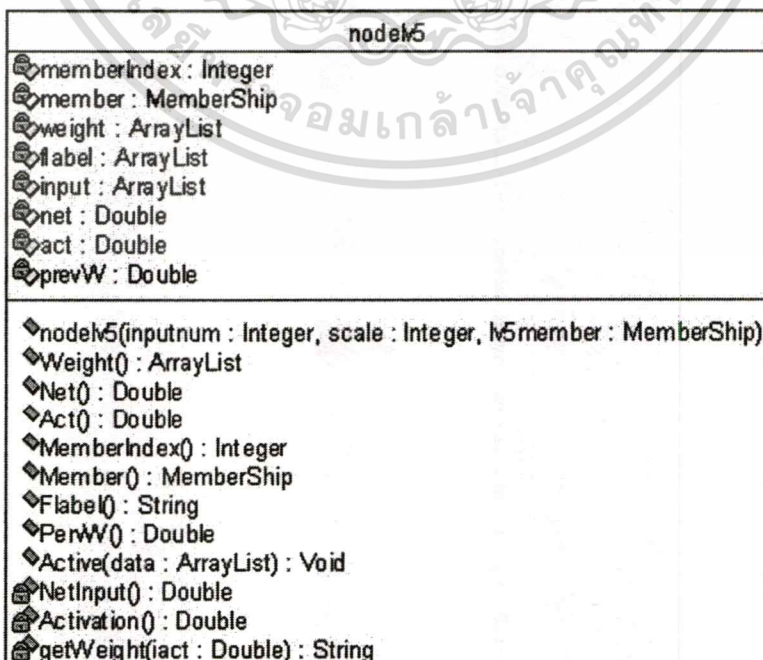 nodelv5
memberIndex : Integer
member : MemberShip
weight : ArrayList
flabel : ArrayList
input : ArrayList
net : Double
act : Double
prevW : Double
nodelv5(inputnum : Integer, scale : Integer, lv5member : MemberShip)
Weight() : ArrayList
Net() : Double
Act() : Double
MemberIndex() : Integer
Member() : MemberShip
Flabel() : String
PerW() : Double
Active(data : ArrayList) : Void
NetInput() : Double
Activation() : Double
getWeight(iact : Double) : String